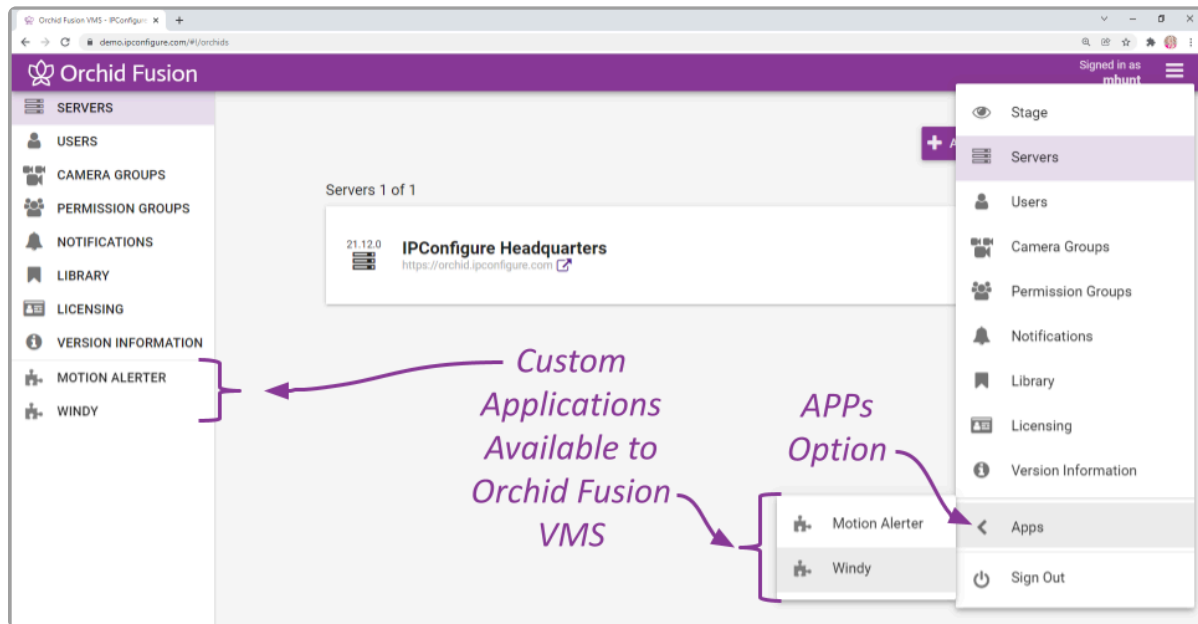 Orchid Fusion VMS - IPConfigur
demo.ipconfigure.com/#!/orchids
Orchid Fusion
Signed in as
mhunt
SERVERS
USERS
CAMERA GROUPS
PERMISSION GROUPS
NOTIFICATIONS
LIBRARY
LICENSING
VERSION INFORMATION
MOTION ALERTER
WINDY
A
Servers 1 of 1
21.12.0
IPConfigure Headquarters
https://orchid.ipconfigure.com
Custom
Applications
Available to
Orchid Fusion
VMS
APPs
Option
Stage
Servers
Users
Camera Groups
Permission Groups
Notifications
Library
Licensing
Version Information
Apps
Sign Out
Motion Alerter
Windy